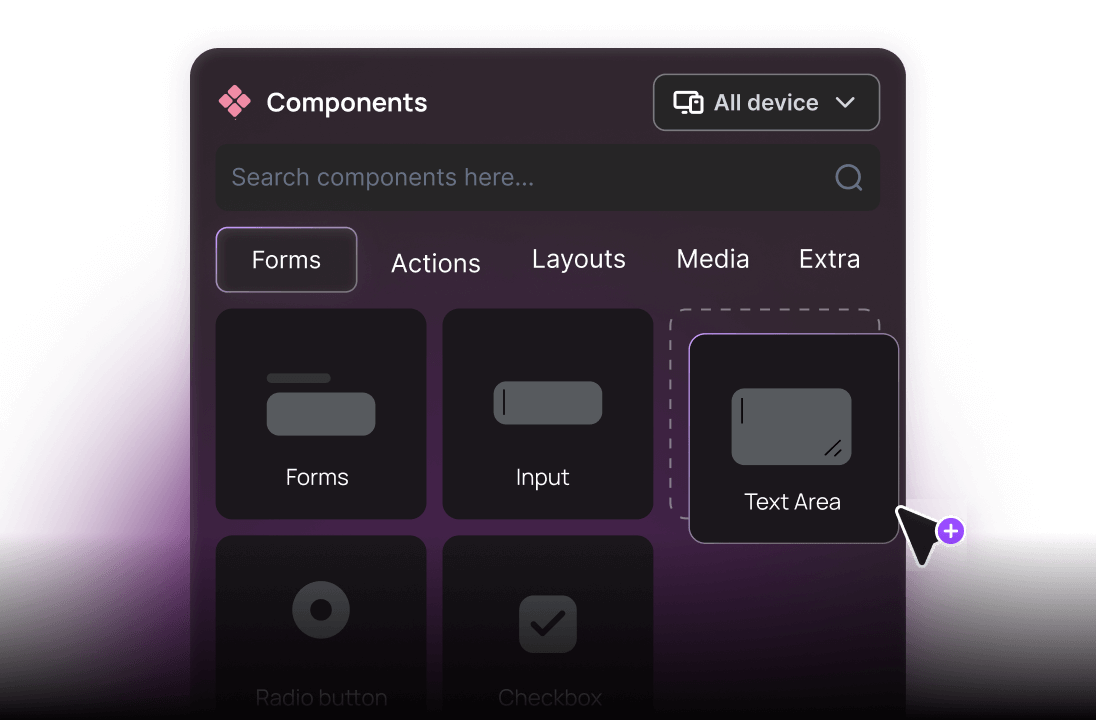 Components
All device
Search components here...
Forms
Actions
Layouts
Media
Extra
Forms
Input
Text Area
Radio button
Checkbox